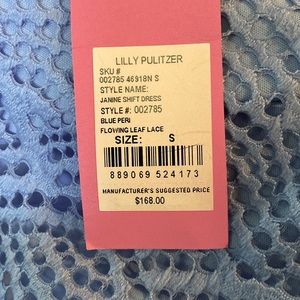 LILLY PULITZER
SKU #
002785 46918N S
STYLE NAME:
JANINE SHIFT DRESS
STYLE #: 002785
BLUE PERI
FLOWING LEAF LACE
SIZE: S
889069 524173
MANUFACTURER'S SUGGESTED PRICE
$168.00